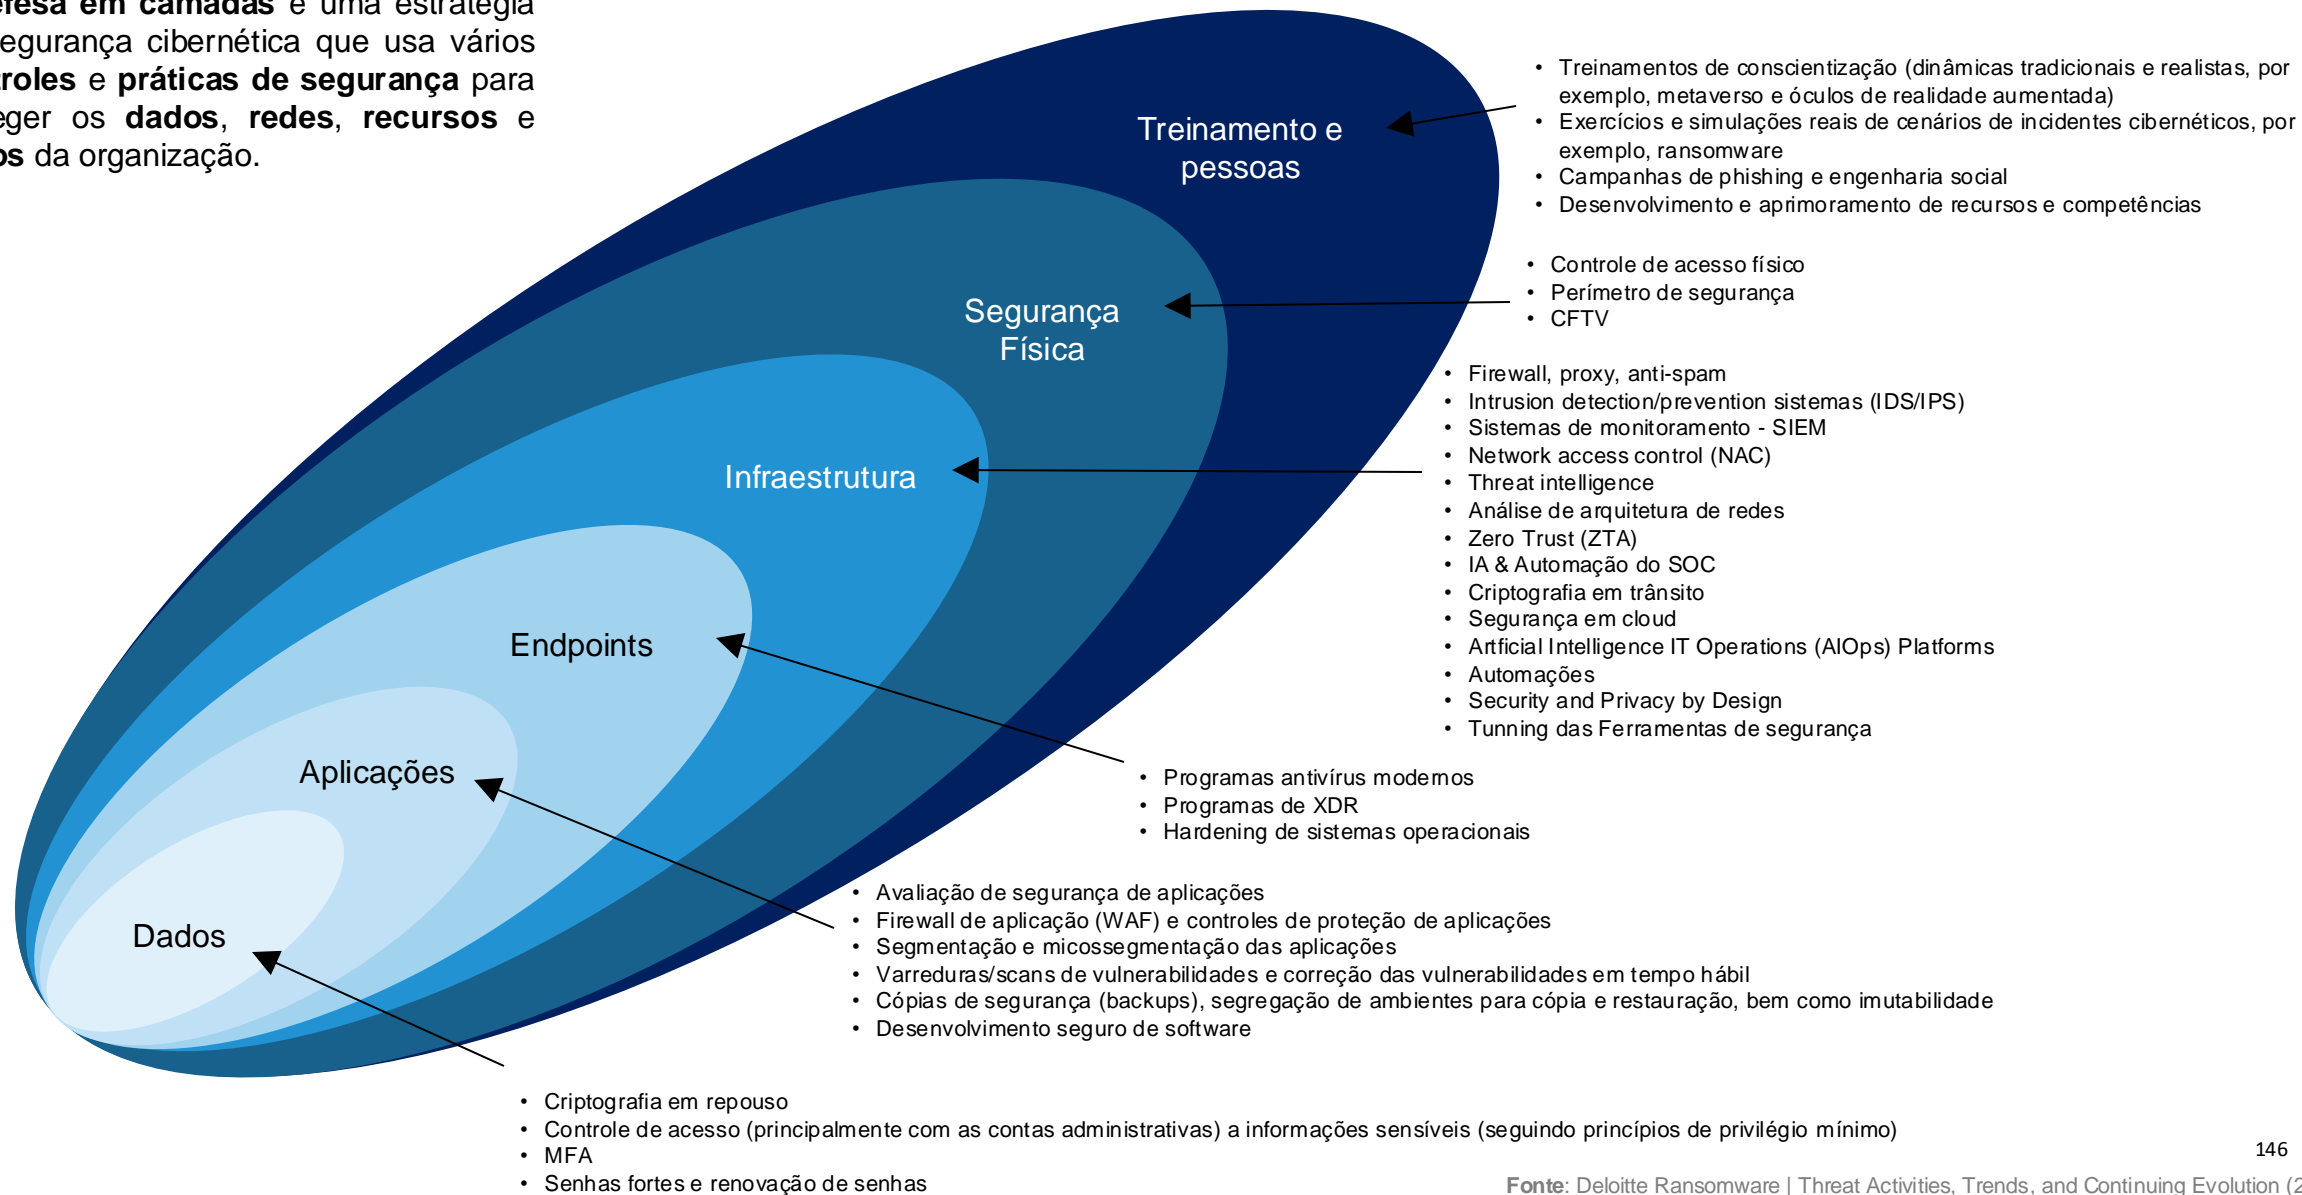 efesa em camadas é uma estratégia
segurança cibernética que usa vários
troles e práticas de segurança para
eger os dados, redes, recursos e
os da organização.
Treinamento e
pessoas
• Treinamentos de conscientização (dinâmicas tradicionais e realistas, por
exemplo, metaverso e óculos de realidade aumentada)
• Exercícios e simulações reais de cenários de incidentes cibernéticos, por
exemplo, ransomware
• Campanhas de phishing e engenharia social
• Desenvolvimento e aprimoramento de recursos e competências
Segurança
Física
• Controle de acesso físico
• Perímetro de segurança
• CFTV
Infraestrutura
• Firewall, proxy, anti-spam
• Intrusion detection/prevention sistemas (IDS/IPS)
• Sistemas de monitoramento - SIEM
• Network access control (NAC)
• Threat intelligence
• Análise de arquitetura de redes
• Zero Trust (ZTA)
• IA & Automação do SOC
• Criptografia em trânsito
• Segurança em cloud
• Artficial Intelligence IT Operations (AIOps) Platforms
• Automações
• Security and Privacy by Design
• Tunning das Ferramentas de segurança
Endpoints
• Programas antivírus modernos
• Programas de XDR
• Hardening de sistemas operacionais
Aplicações
• Avaliação de segurança de aplicações
• Firewall de aplicação (WAF) e controles de proteção de aplicações
• Segmentação e micossegmentação das aplicações
• Varreduras/scans de vulnerabilidades e correção das vulnerabilidades em tempo hábil
• Cópias de segurança (backups), segregação de ambientes para cópia e restauração, bem como imutabilidade
• Desenvolvimento seguro de software
Dados
• Criptografia em repouso
• Controle de acesso (principalmente com as contas administrativas) a informações sensíveis (seguindo princípios de privilégio mínimo)
• MFA
• Senhas fortes e renovação de senhas
146
Fonte: Deloitte Ransomware | Threat Activities, Trends, and Continuing Evolution (2